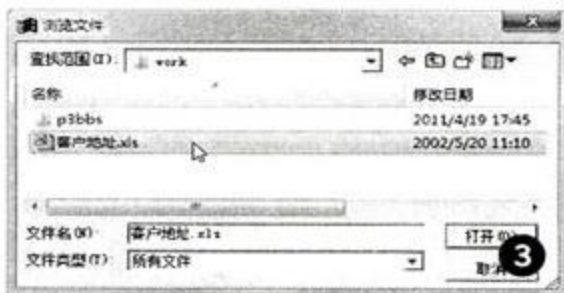 浏览文件
查找范围(I): work
名称 修改日期
p3bbs 2011/4/19 17:45
客户地址.xls 2002/5/20 11:10
文件名(N): 客户地址.xls 打开(O)
文件类型(T): 所有文件 取消
3